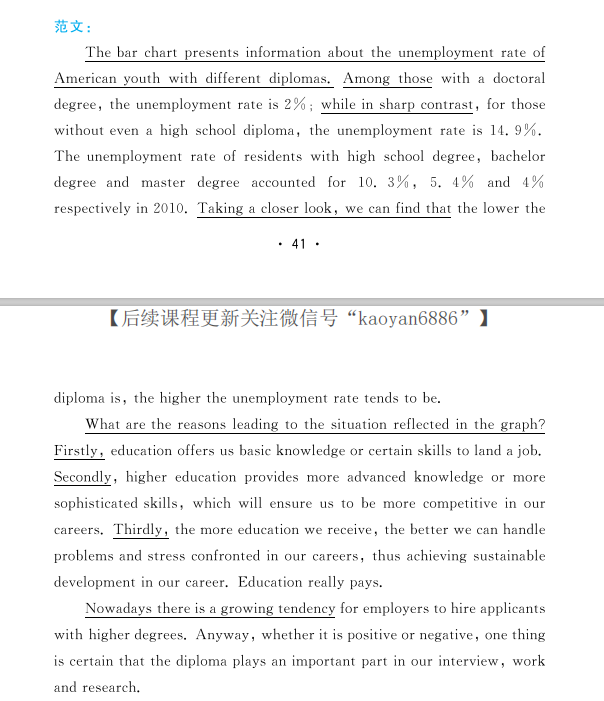 范文：
The bar chart presents information about the unemployment rate of
American youth with different diplomas. Among those with a doctoral
degree, the unemployment rate is 2%; while in sharp contrast, for those
without even a high school diploma, the unemployment rate is 14. 9%.
The unemployment rate of residents with high school degree, bachelor
degree and master degree accounted for 10. 3%, 5. 4% and 4%
respectively in 2010. Taking a closer look, we can find that the lower the
· 41 ·
【后续课程更新关注微信号“kaoyan6886”】
diploma is, the higher the unemployment rate tends to be.
What are the reasons leading to the situation reflected in the graph?
Firstly, education offers us basic knowledge or certain skills to land a job.
Secondly, higher education provides more advanced knowledge or more
sophisticated skills, which will ensure us to be more competitive in our
careers. Thirdly, the more education we receive, the better we can handle
problems and stress confronted in our careers, thus achieving sustainable
development in our career. Education really pays.
Nowadays there is a growing tendency for employers to hire applicants
with higher degrees. Anyway, whether it is positive or negative, one thing
is certain that the diploma plays an important part in our interview, work
and research.